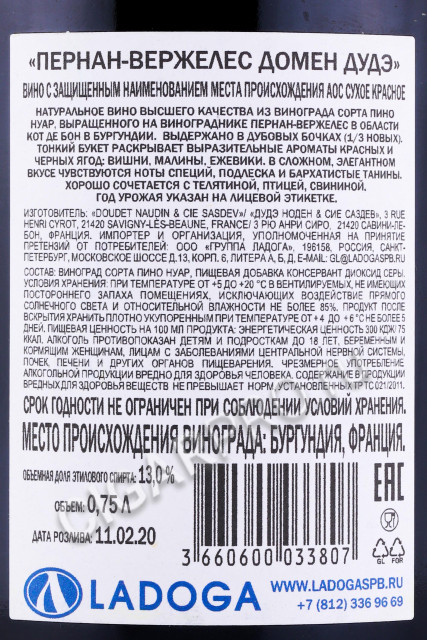 «ПЕРНАН-ВЕРЖЕЛЕС ДОМЕН ДУДЭ»
ВИНО С ЗАЩИЩЕННЫМ НАИМЕНОВАНИЕМ МЕСТА ПРОИСХОЖДЕНИЯ АОС СУХОЕ КРАСНОЕ
НАТУРАЛЬНОЕ ВИНО ВЫСШЕГО КАЧЕСТВА ИЗ ВИНОГРАДА СОРТА ПИНО
НУАР, ВЫРАЩЕННОГО НА ВИНОГРАДНИКЕ ПЕРНАН-ВЕРЖЕЛЕС В ОБЛАСТИ
КОТ ДЕ БОН В БУРГУНДИИ. ВЫДЕРЖАНО В ДУБОВЫХ БОЧКАХ (1/3 НОВЫХ).
ТОНКИЙ БУКЕТ РАСКРЫВАЕТ ВЫРАЗИТЕЛЬНЫЕ АРОМАТЫ КРАСНЫХ И
ЧЕРНЫХ ЯГОД: ВИШНИ, МАЛИНЫ, ЕЖЕВИКИ. В СЛОЖНОМ, ЭЛЕГАНТНОМ
ВКУСЕ ЧУВСТВУЮТСЯ НОТЫ СПЕЦИЙ, ПОДЛЕСКА И БАРХАТИСТЫЕ ТАНИНЫ.
ХОРОШО СОЧЕТАЕТСЯ С ТЕЛЯТИНОЙ, ПТИЦЕЙ, СВИНИНОЙ.
ГОД УРОЖАЯ УКАЗАН НА ЛИЦЕВОЙ ЭТИКЕТКЕ.
ИЗГОТОВИТЕЛЬ: «DOUDET NAUDIN & CIE SASDEV»/ «ДУДЭ НОДЕН & СИЕ САЗДЕВ», 3 RUE
HENRI CYROT, 21420 SAVIGNY-LÈS-BEAUNE, FRANCE/ 3 РЮ АНРИ СИРО, 21420 САВИНИ-ЛЕ-
БОН, ФРАНЦИЯ. ИМПОРТЕР И ОРГАНИЗАЦИЯ, УПОЛНОМОЧЕННАЯ НА ПРИНЯТИЕ
ПРЕТЕНЗИЙ ОТ ПОТРЕБИТЕЛЕЙ: ООО «ГРУППА ЛАДОГА», 196158, РОССИЯ, САНКТ-
ПЕТЕРБУРГ, МОСКОВСКОЕ ШОССЕ Д.13, КОРП. 6, ЛИТЕРА А, Б, Д, E-MAIL: GL@LADOGASPB.RU
СОСТАВ: ВИНОГРАД СОРТА ПИНО НУАР, ПИЩЕВАЯ ДОБАВКА КОНСЕРВАНТ ДИОКСИД СЕРЫ.
УСЛОВИЯ ХРАНЕНИЯ: ПРИ ТЕМПЕРАТУРЕ ОТ +5 ДО +20 °С В ВЕНТИЛИРУЕМЫХ, НЕ ИМЕЮЩИХ
ПОСТОРОННЕГО ЗАПАХА ПОМЕЩЕНИЯХ, ИСКЛЮЧАЮЩИХ ВОЗДЕЙСТВИЕ ПРЯМОГО
СОЛНЕЧНОГО СВЕТА И ОТНОСИТЕЛЬНОЙ ВЛАЖНОСТИ НЕ БОЛЕЕ 85%. ПРОДУКТ ПОСЛЕ
ВСКРЫТИЯ ХРАНИТЬ ПЛОТНО УКУПОРЕННЫМ ПРИ ТЕМПЕРАТУРЕ ОТ +4 ДО +6 °С НЕ БОЛЕЕ 5
ДНЕЙ. ПИЩЕВАЯ ЦЕННОСТЬ НА 100 МЛ ПРОДУКТА: ЭНЕРГЕТИЧЕСКАЯ ЦЕННОСТЬ 300 КДЖ/ 75
ККАЛ. АЛКОГОЛЬ ПРОТИВОПОКАЗАН ДЕТЯМ И ПОДРОСТКАМ ДО 18 ЛЕТ, БЕРЕМЕННЫМ И
КОРМЯЩИМ ЖЕНЩИНАМ, ЛИЦАМ С ЗАБОЛЕВАНИЯМИ ЦЕНТРАЛЬНОЙ НЕРВНОЙ СИСТЕМЫ,
ПОЧЕК, ПЕЧЕНИ И ДРУГИХ ОРГАНОВ ПИЩЕВАРЕНИЯ. ЧРЕЗМЕРНОЕ УПОТРЕБЛЕНИЕ
АЛКОГОЛЬНОЙ ПРОДУКЦИИ ВРЕДНО ДЛЯ ЗДОРОВЬЯ ЧЕЛОВЕКА. СОДЕРЖАНИЕ В ПРОДУКЦИИ
ВРЕДНЫХ ДЛЯ ЗДОРОВЬЯ ВЕЩЕСТВ НЕ ПРЕВЫШАЕТ НОРМ, УСТАНОВЛЕННЫХ ТР ТС 021/2011.
СРОК ГОДНОСТИ НЕ ОГРАНИЧЕН ПРИ СОБЛЮДЕНИИ УСЛОВИЙ ХРАНЕНИЯ.
МЕСТО ПРОИСХОЖДЕНИЯ ВИНОГРАДА: БУРГУНДИЯ, ФРАНЦИЯ.
ОБЪЕМНАЯ ДОЛЯ ЭТИЛОВОГО СПИРТА: 13,0 %
ОБЪЕМ: 0,75 Л
ДАТА РОЗЛИВА: 11.02.20
3 660600 033807
EAC
GL FOR
LADOGA
WWW.LADOGASPB.RU
+7 (812) 336 96 69